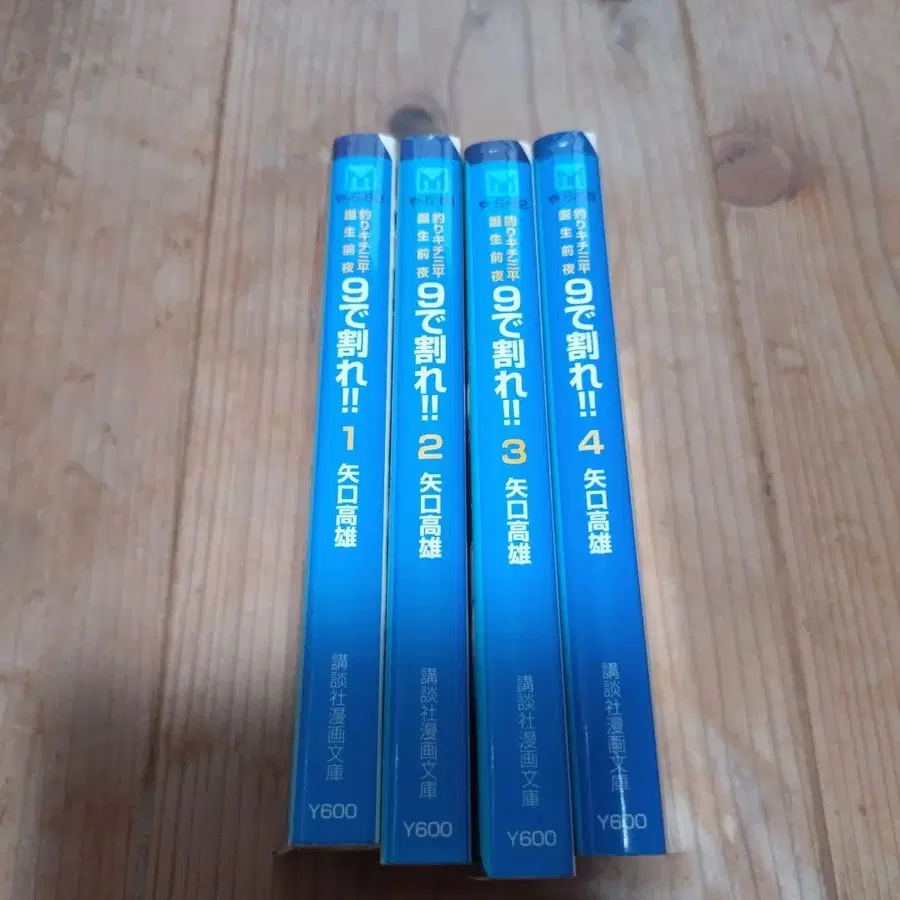 M
釣りキチ三平
誕生前夜
9で割れ!!
1
矢口高雄
講談社漫画文庫
Y600
M
釣りキチ三平
誕生前夜
9で割れ!!
2
矢口高雄
講談社漫画文庫
Y600
M
釣りキチ三平
誕生前夜
9で割れ!!
3
矢口高雄
講談社漫画文庫
Y600
M
釣りキチ三平
誕生前夜
9で割れ!!
4
矢口高雄
講談社漫画文庫
Y600